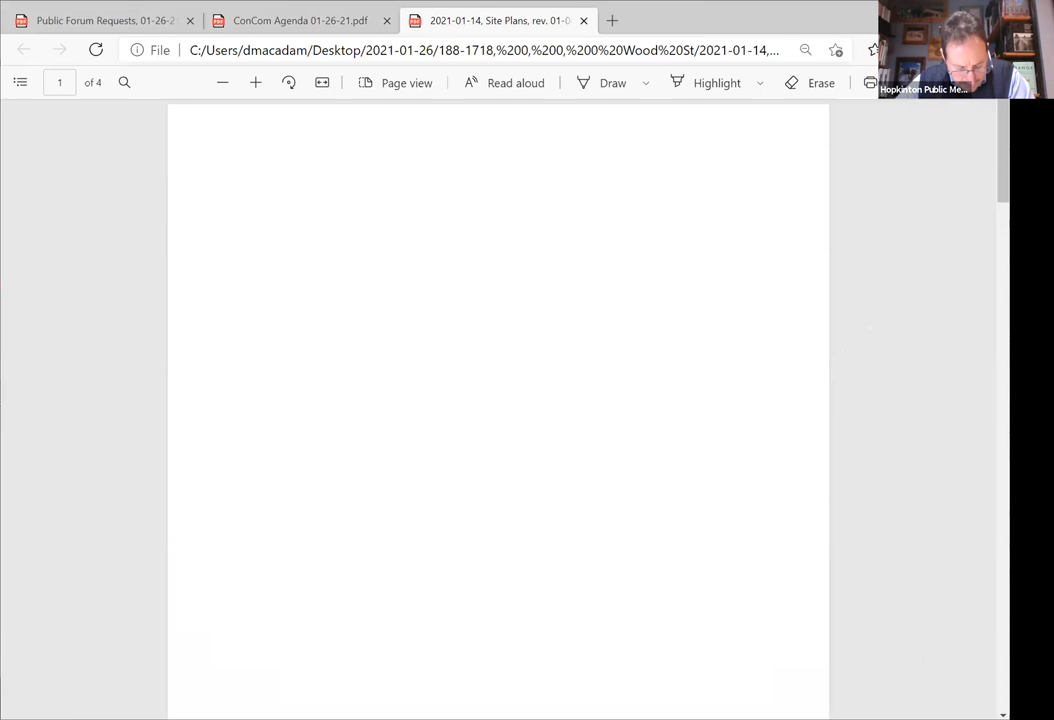 Public Forum Requests, 01-26-2
ConCom Agenda 01-26-21.pdf
2021-01-14, Site Plans, rev. 01-0
File
C:/Users/dmacadam/Desktop/2021-01-26/188-1718,%200,%200,%200%20Wood%20St/2021-01-14,...
1 of 4
Page view
Read aloud
Draw
Highlight
Erase
Hopkinton Public Me...